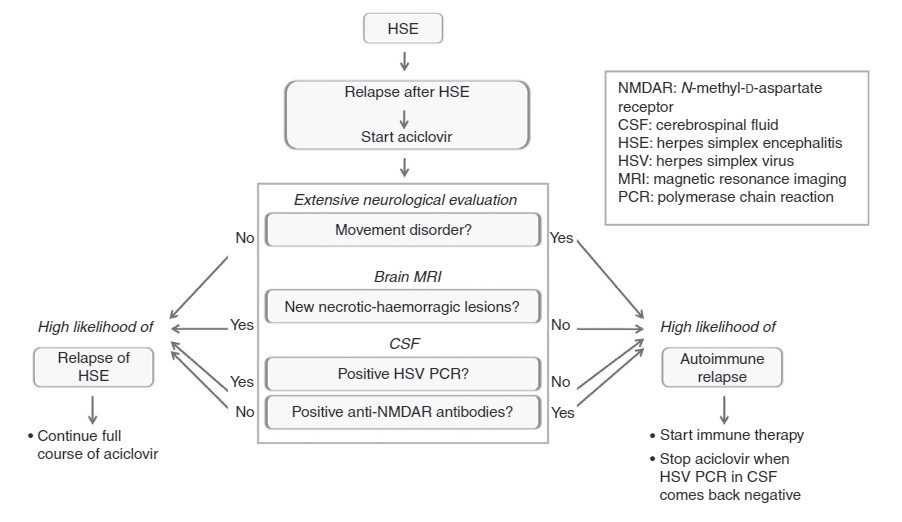 HSE
Relapse after HSE
Start aciclovir
NMDAR: N-methyl-D-aspartate
receptor
CSF: cerebrospinal fluid
HSE: herpes simplex encephalitis
HSV: herpes simplex virus
MRI: magnetic resonance imaging
PCR: polymerase chain reaction
Extensive neurological evaluation
No
Movement disorder?
Yes
Brain MRI
New necrotic-haemorragic lesions?
Yes
No
CSF
Positive HSV PCR?
Yes
No
Positive anti-NMDAR antibodies?
No
Yes
High likelihood of
Relapse of
HSE
• Continue full
course of aciclovir
High likelihood of
Autoimmune
relapse
• Start immune therapy
• Stop aciclovir when
HSV PCR in CSF
comes back negative